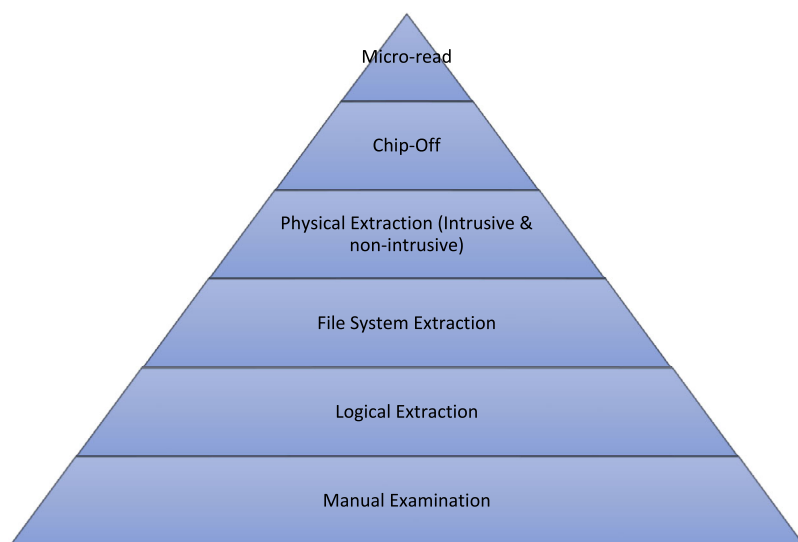 Micro-read
Chip-Off
Physical Extraction (Intrusive &
non-intrusive)
File System Extraction
Logical Extraction
Manual Examination